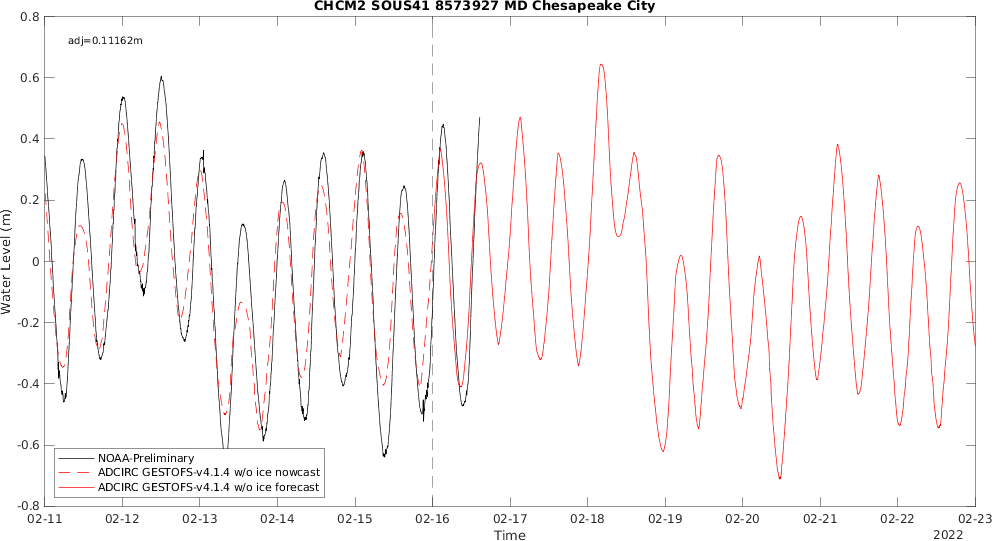 CHCM2 SOUS41 8573927 MD Chesapeake City
adj=0.11162m
0.8
0.6
0.4
0.2
0
-0.2
-0.4
-0.6
-0.8
Water Level (m)
NOAA-Preliminary
ADCIRC GESTOFS-v4.1.4 w/o ice nowcast
ADCIRC GESTOFS-v4.1.4 w/o ice forecast
02-11 02-12 02-13 02-14 02-15 02-16 02-17 02-18 02-19 02-20 02-21 02-22 02-23
Time
2022